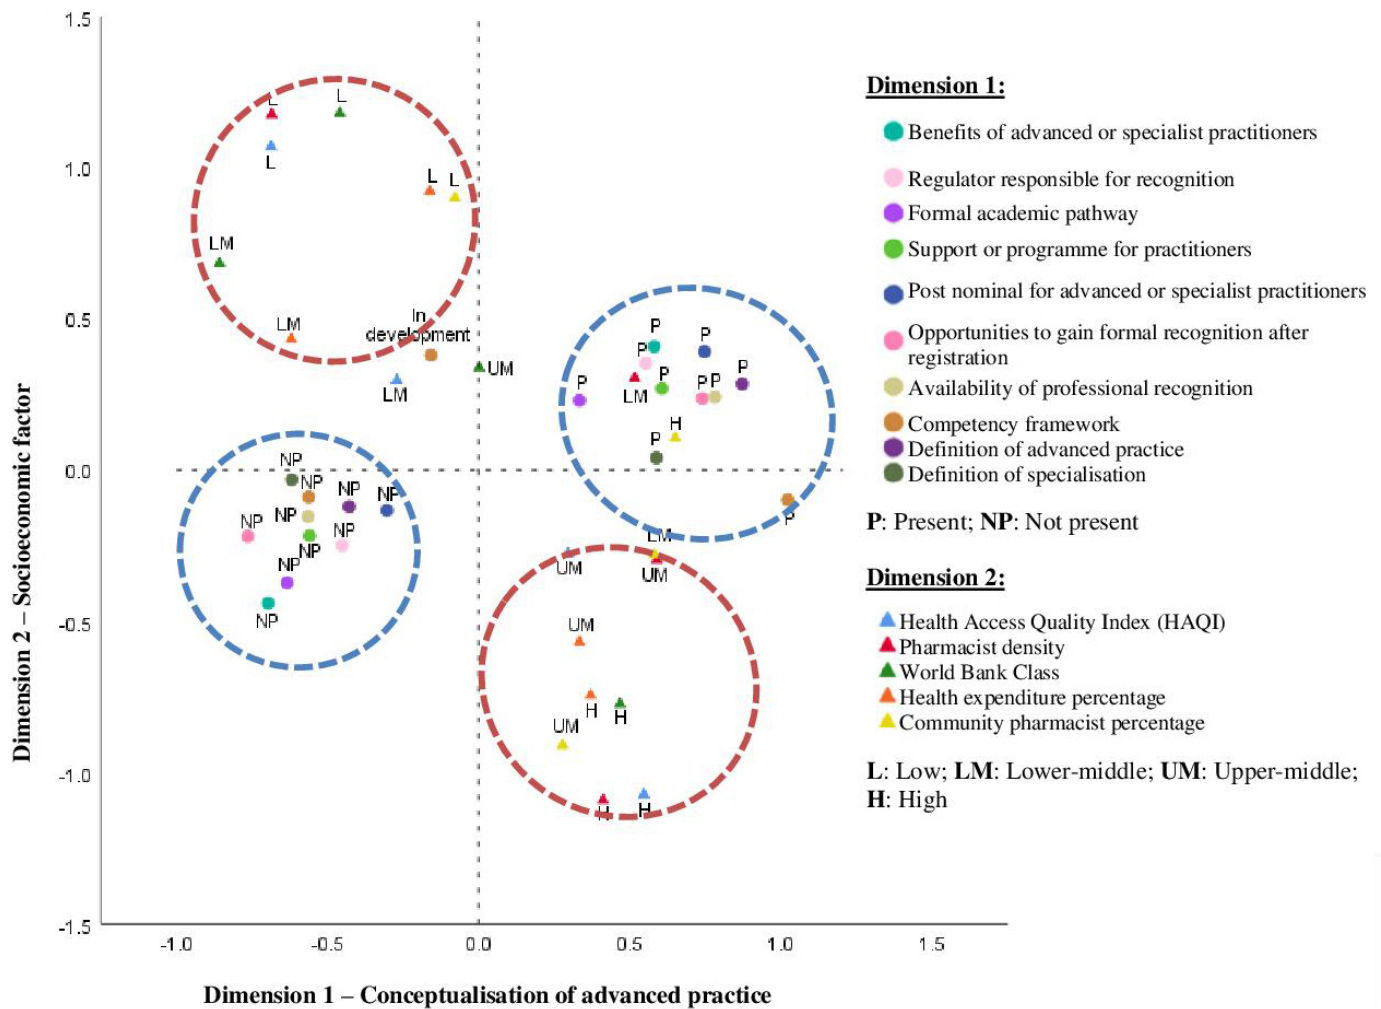 1.5
1.0
0.5
0.0
-0.5
-1.0
-1.5
Dimension 2 – Socioeconomic factor
-1.0
-0.5
0.0
0.5
1.0
1.5
Dimension 1 – Conceptualisation of advanced practice
L
L
L
L
L
LM
LM
In
development
LM
UM
P
P
P
P
P
LM
P
P
P
H
P
P
NP
NP
NP
NP
NP
NP
NP
NP
NP
NP
LM
UM
UM
UM
H
H
UM
H
H
Dimension 1:
Benefits of advanced or specialist practitioners
Regulator responsible for recognition
Formal academic pathway
Support or programme for practitioners
Post nominal for advanced or specialist practitioners
Opportunities to gain formal recognition after
registration
Availability of professional recognition
Competency framework
Definition of advanced practice
Definition of specialisation
P: Present; NP: Not present
Dimension 2:
Health Access Quality Index (HAQI)
Pharmacist density
World Bank Class
Health expenditure percentage
Community pharmacist percentage
L: Low; LM: Lower-middle; UM: Upper-middle;
H: High